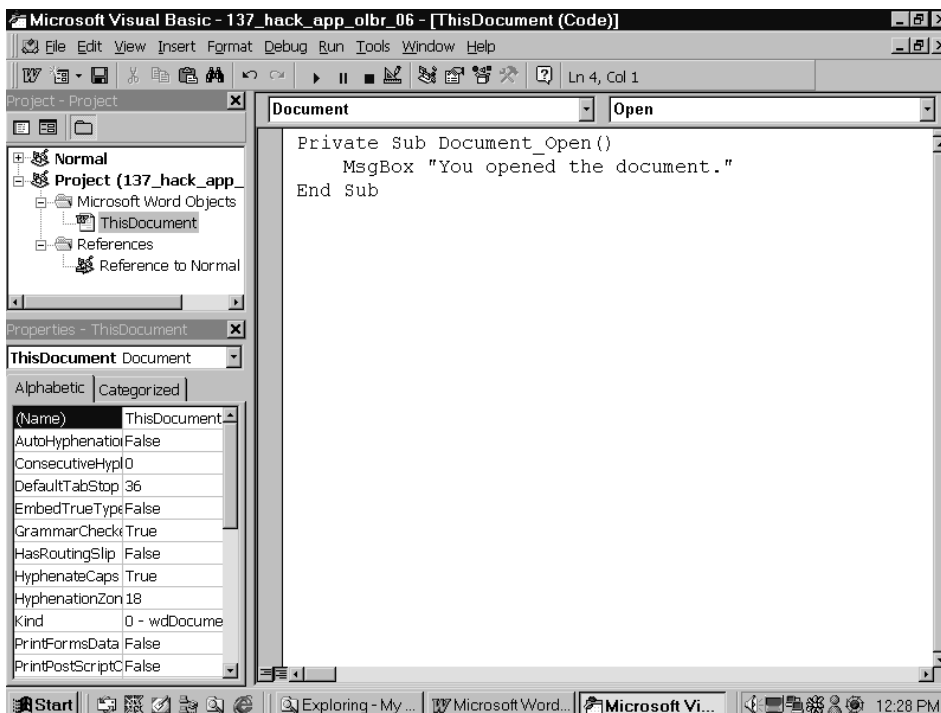 Microsoft Visual Basic - 137_hack_app_olbr_06 - [ThisDocument (Code)]
File Edit View Insert Format Debug Run Tools Window Help
Ln 4, Col 1
Project - Project
Normal
Project (137_hack_app_
Microsoft Word Objects
ThisDocument
References
Reference to Normal
Properties - ThisDocument
ThisDocument Document
Alphabetic Categorized
(Name) ThisDocument
AutoHyphenatio False
ConsecutiveHyph 0
DefaultTabStop 36
EmbedTrueType False
GrammarChecke True
HasRoutingSlip False
HyphenateCaps True
HyphenationZon 18
Kind 0 - wdDocume
PrintFormsData False
PrintPostScriptO False
Document Open
Private Sub Document_Open()
MsgBox "You opened the document."
End Sub
Start Exploring - My ... Microsoft Word... Microsoft Vi... 12:28 PM